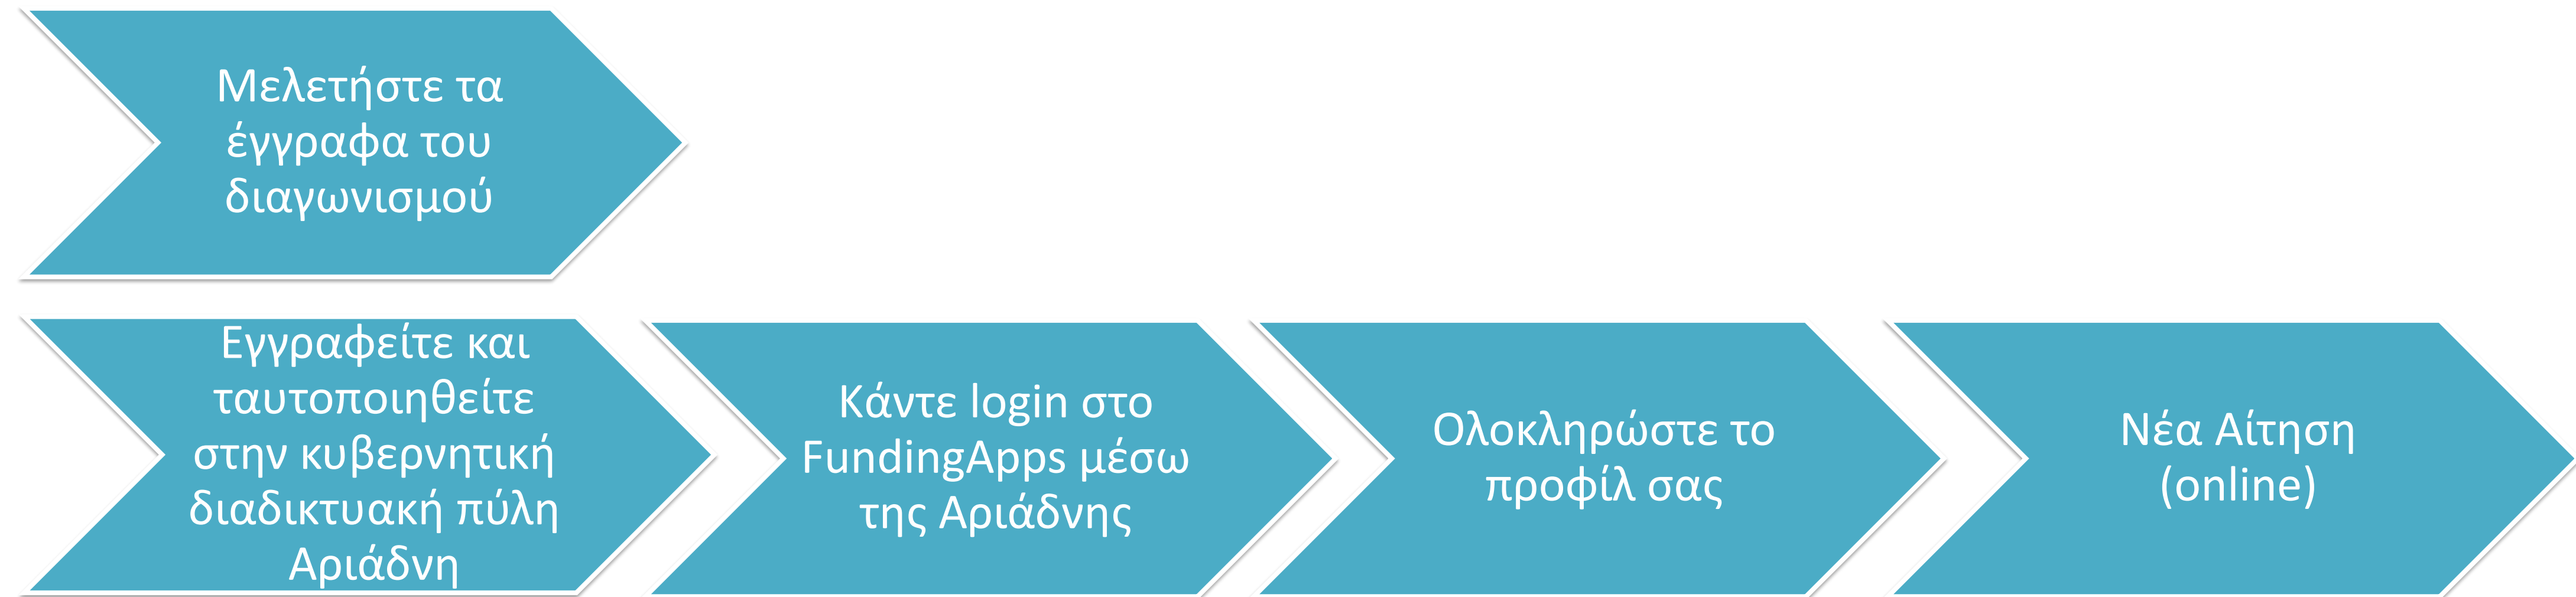 Μελετήστε τα
έγγραφα του
διαγωνισμού
Εγγραφείτε και
ταυτοποιηθείτε
στην κυβερνητική
διαδικτυακή πύλη
Αριάδνη
Κάντε login στο
FundingApps μέσω
της Αριάδνης
Ολοκληρώστε το
προφίλ σας
Νέα Αίτηση
(online)